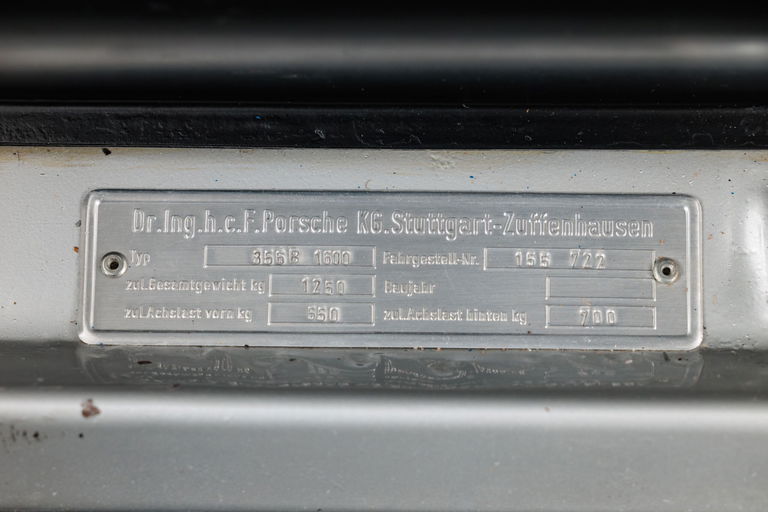 Dr.Ing.h.c.F.Porsche KG.Stuttgart-Zuffenhausen
Typ 356B 1600 Fahrgestell-Nr. 155 722
zul.Gesamtgewicht kg 1250 Baujahr
zul.Achslast vorn kg 550 zul.Achslast hinten kg 700